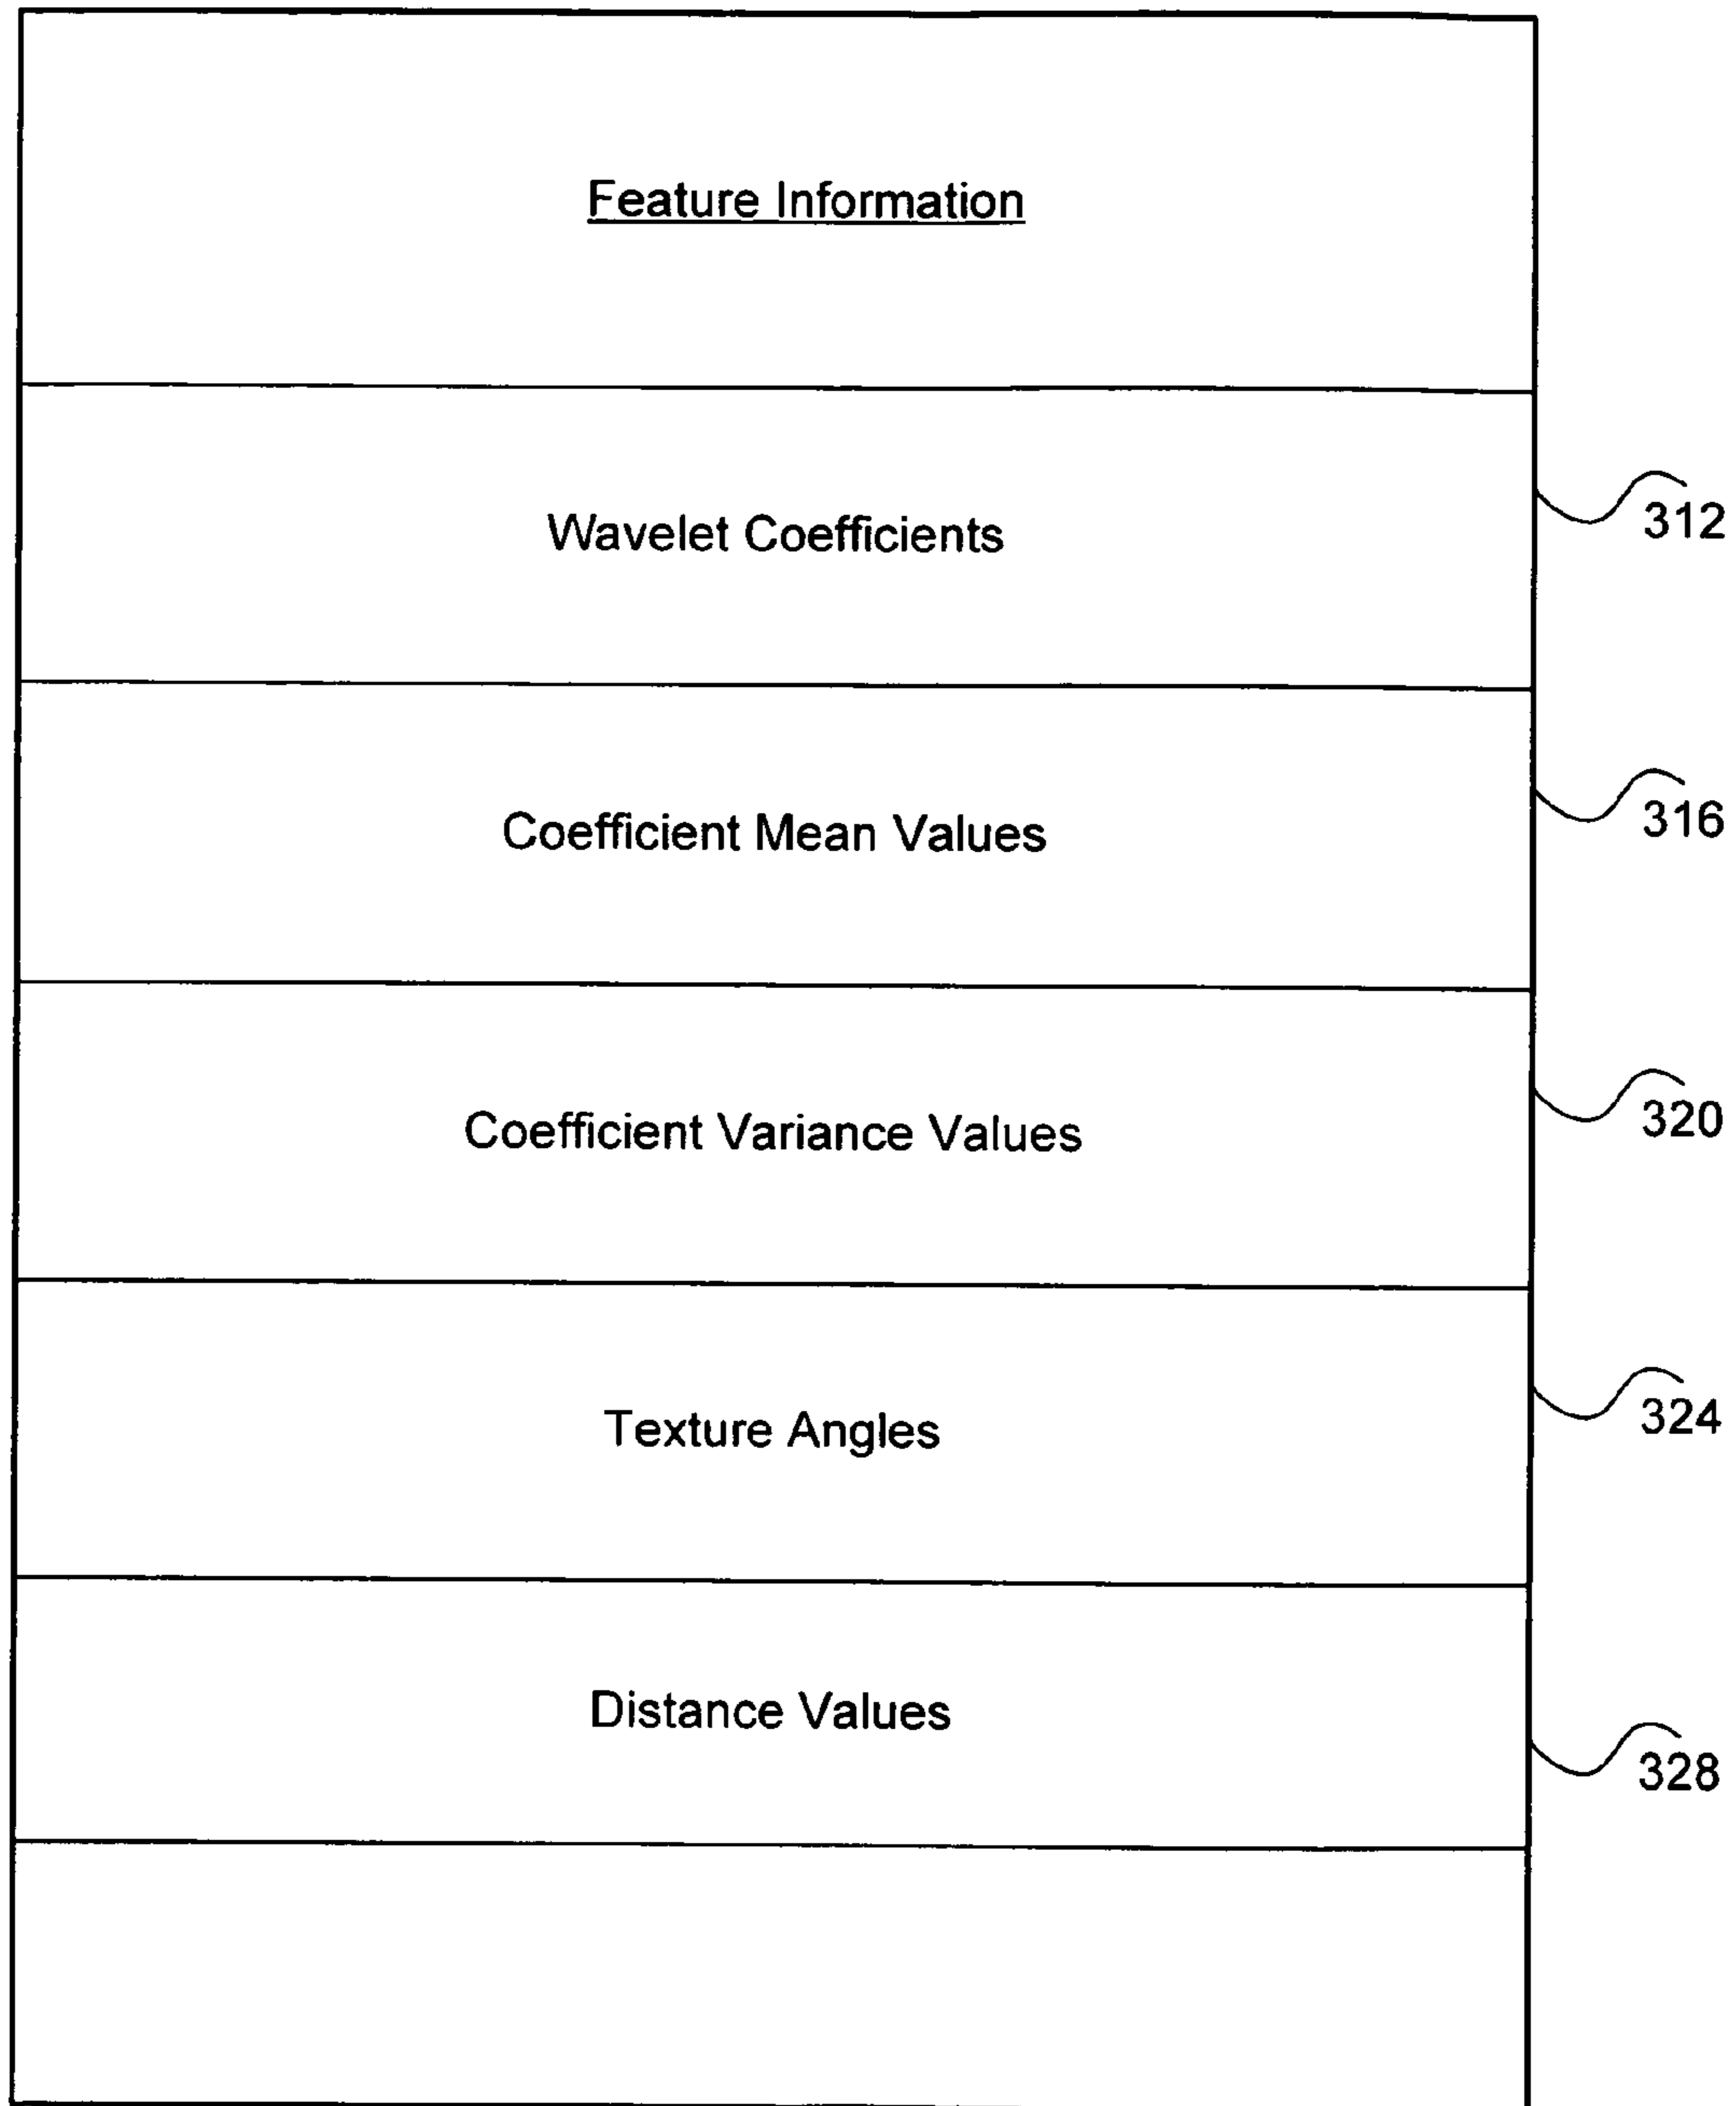 Feature Information
Wavelet Coefficients
312
Coefficient Mean Values
316
Coefficient Variance Values
320
Texture Angles
324
Distance Values
328